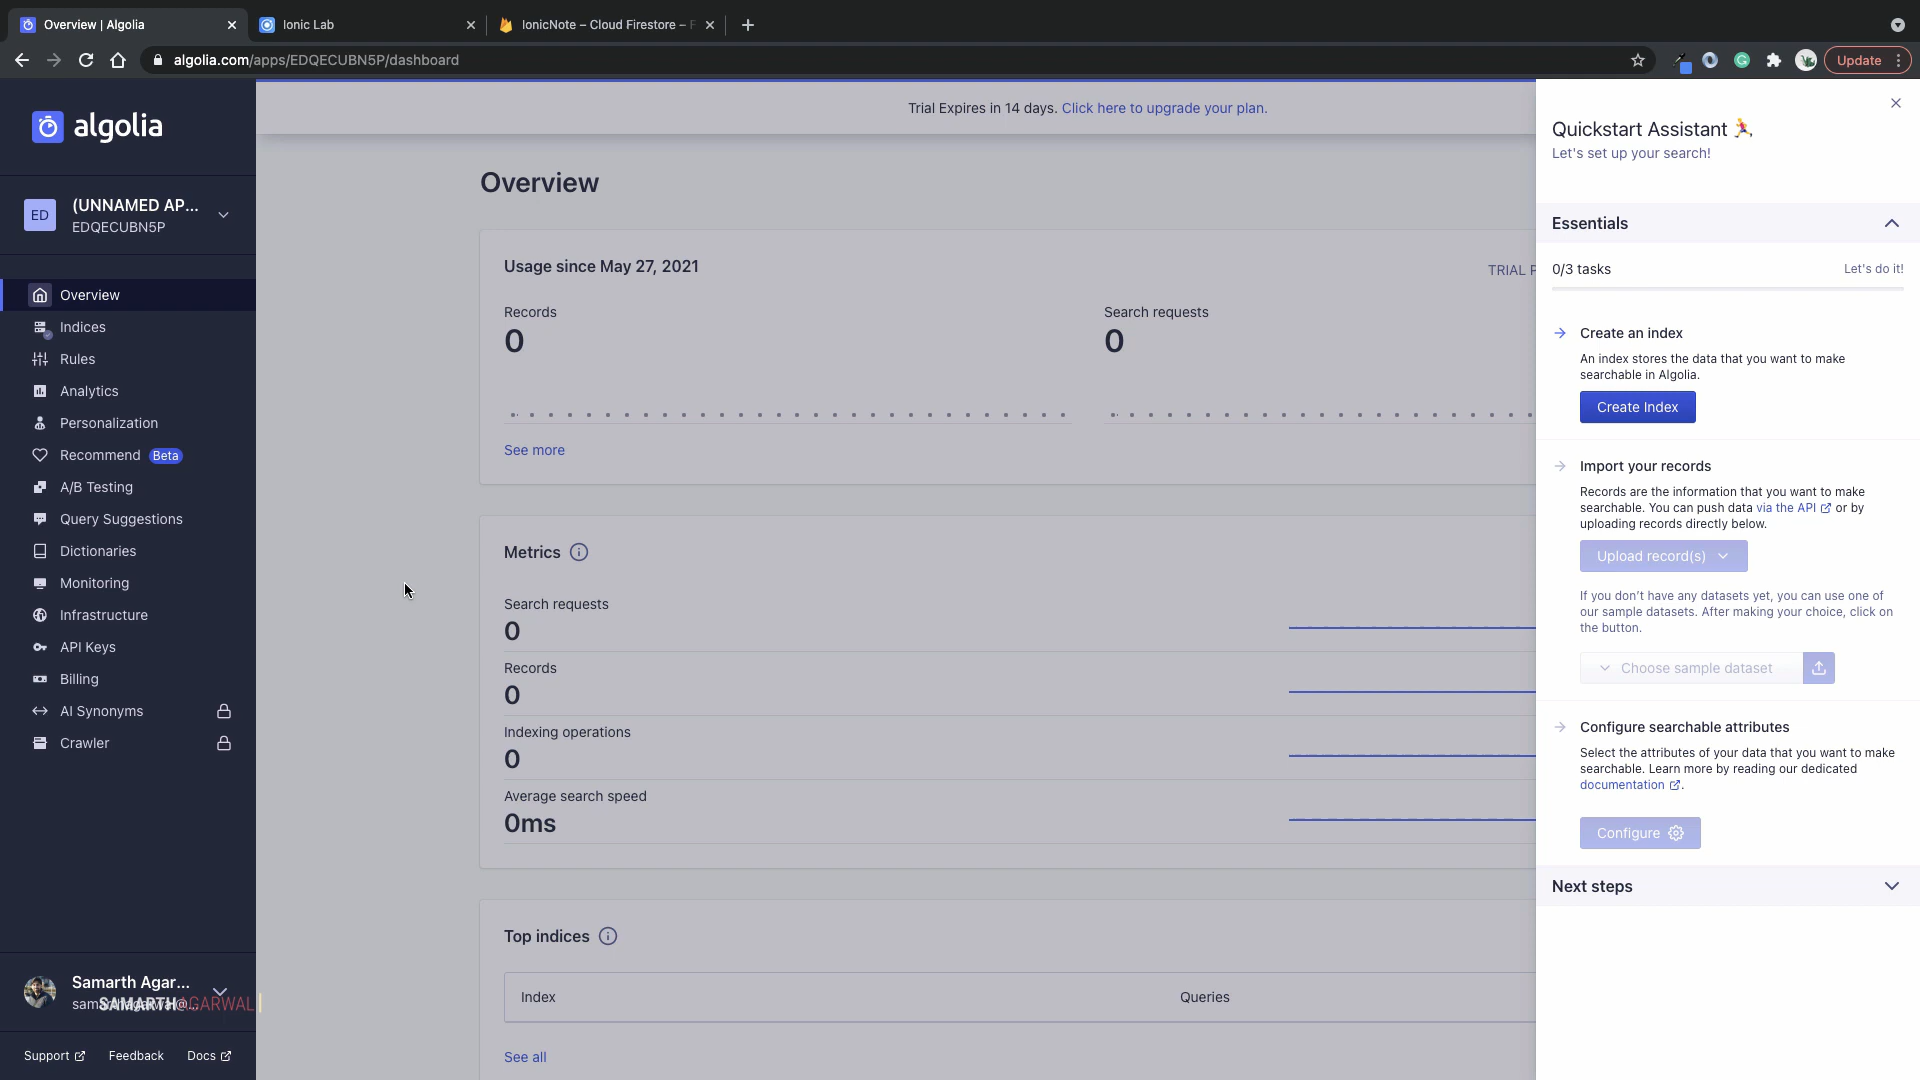 Overview | Algolia
Ionic Lab
IonicNote – Cloud Firestore – F
algolia.com/apps/EDQECUBN5P/dashboard
Update
algolia
Trial Expires in 14 days. Click here to upgrade your plan.
ED
(UNNAMED AP...
EDQECUBN5P
Overview
Indices
Rules
Analytics
Personalization
Recommend Beta
A/B Testing
Query Suggestions
Dictionaries
Monitoring
Infrastructure
API Keys
Billing
AI Synonyms
Crawler
Samarth Agar...
SAMARTH AGARWAL
Support
Feedback
Docs
Overview
Usage since May 27, 2021
TRIAL P
Records
0
Search requests
0
See more
Metrics
Search requests
0
Records
0
Indexing operations
0
Average search speed
0ms
Top indices
Index
Queries
See all
Quickstart Assistant
Let's set up your search!
Essentials
0/3 tasks
Let's do it!
Create an index
An index stores the data that you want to make
searchable in Algolia.
Create Index
Import your records
Records are the information that you want to make
searchable. You can push data via the API or by
uploading records directly below.
Upload record(s)
If you don't have any datasets yet, you can use one of
our sample datasets. After making your choice, click on
the button.
Choose sample dataset
Configure searchable attributes
Select the attributes of your data that you want to make
searchable. Learn more by reading our dedicated
documentation .
Configure
Next steps